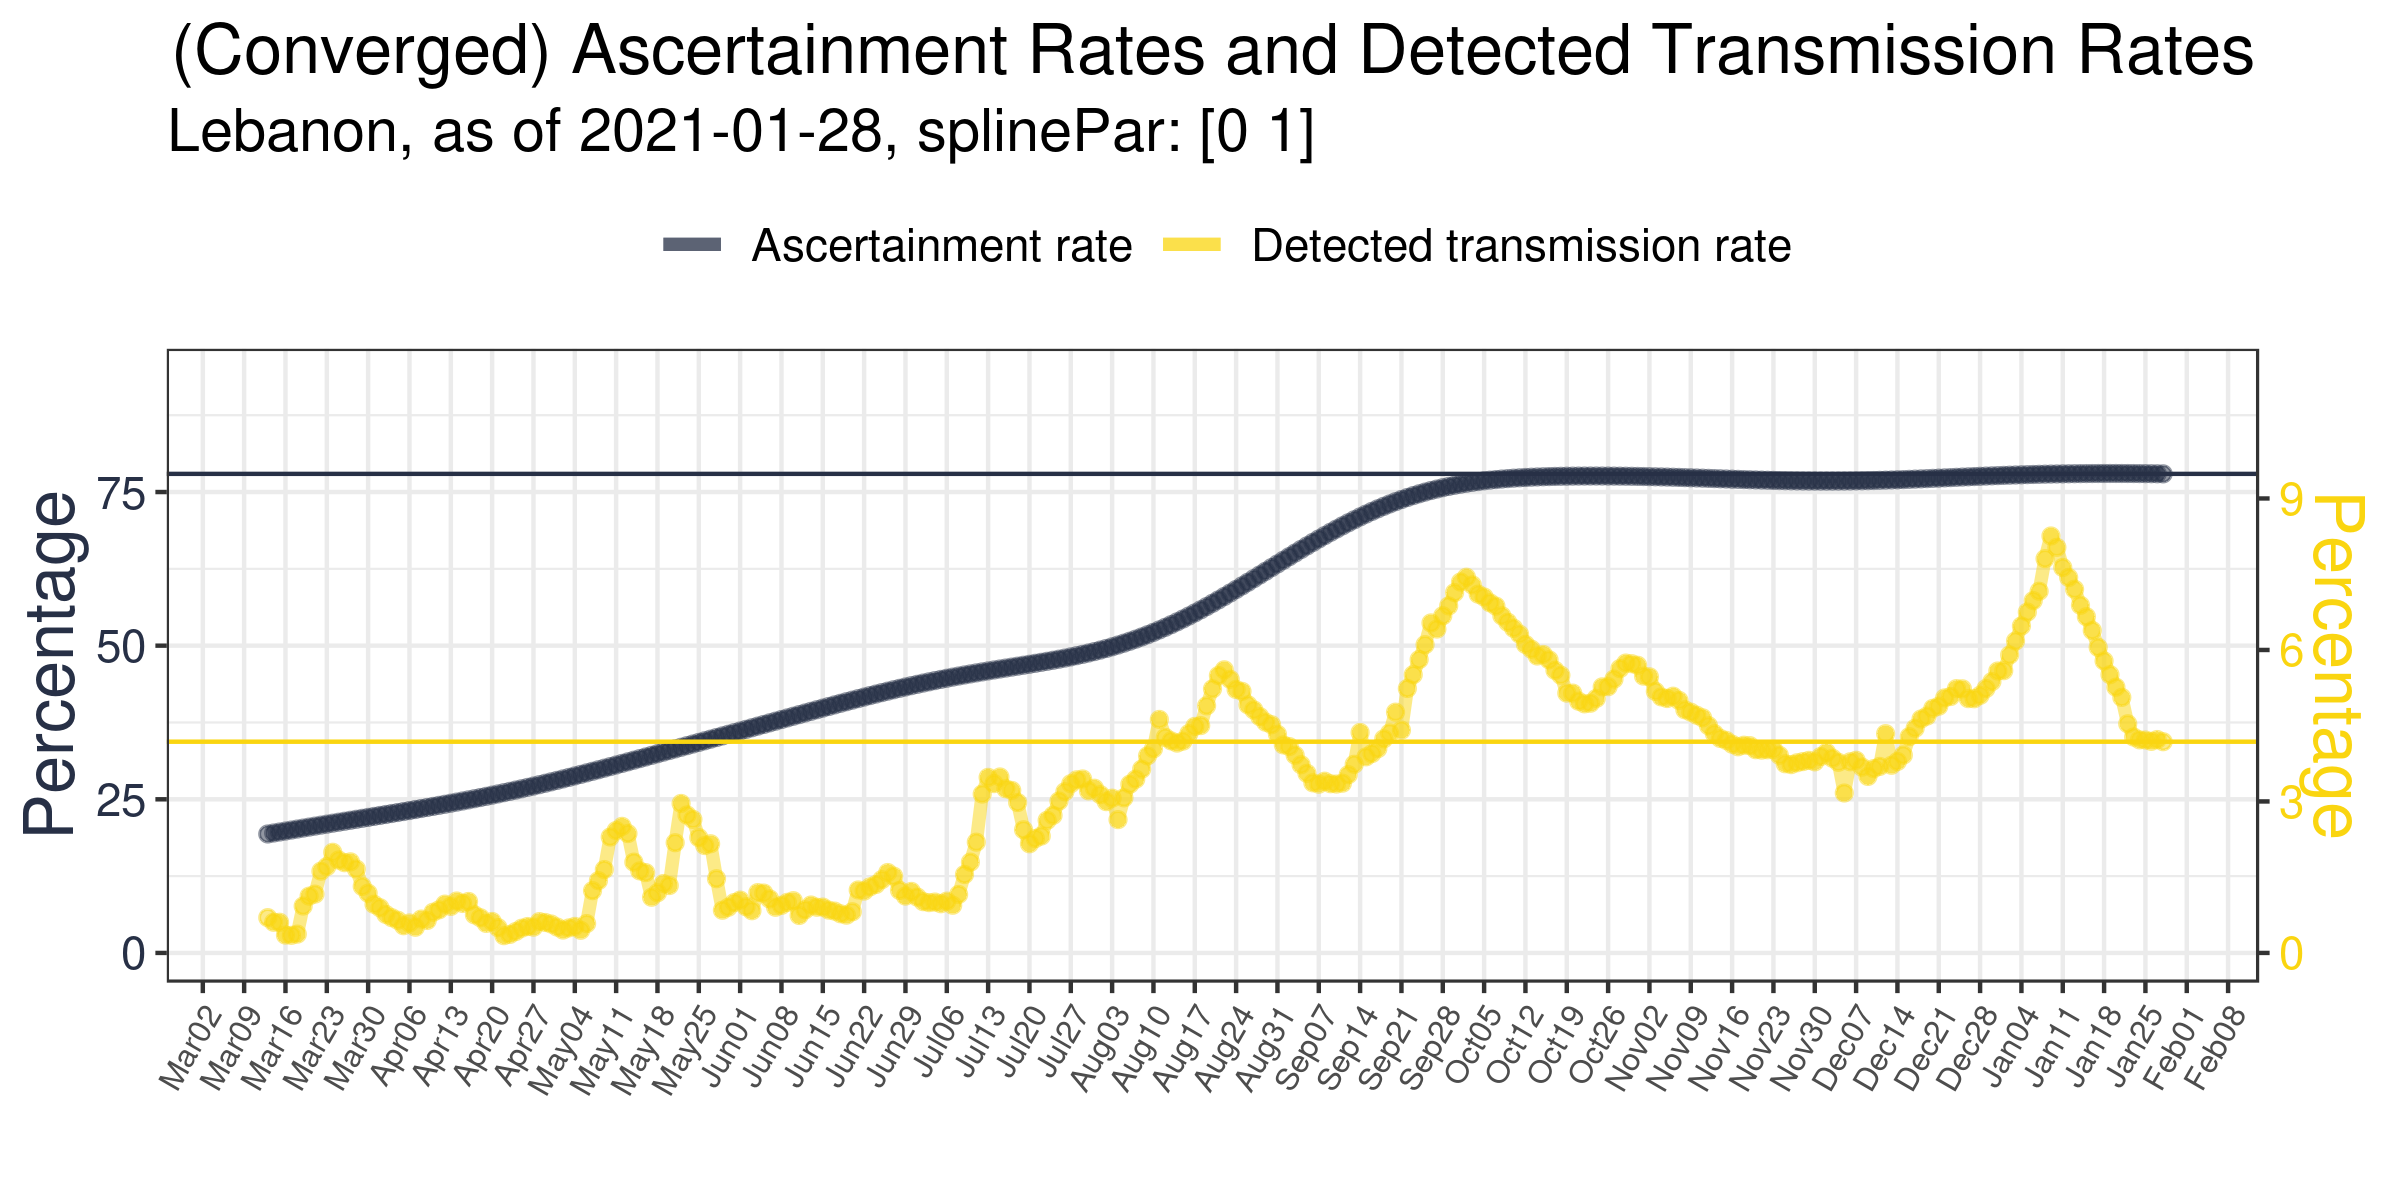 (Converged) Ascertainment Rates and Detected Transmission Rates
Lebanon, as of 2021-01-28, splinePar: [0 1]
Ascertainment rate
Detected transmission rate
Percentage
75
50
25
0
9
6
3
0
Percentage
Mar02
Mar09
Mar16
Mar23
Mar30
Apr06
Apr13
Apr20
Apr27
May04
May11
May18
May25
Jun01
Jun08
Jun15
Jun22
Jun29
Jul06
Jul13
Jul20
Jul27
Aug03
Aug10
Aug17
Aug24
Aug31
Sep07
Sep14
Sep21
Sep28
Oct05
Oct12
Oct19
Oct26
Nov02
Nov09
Nov16
Nov23
Nov30
Dec07
Dec14
Dec21
Dec28
Jan04
Jan11
Jan18
Jan25
Feb01
Feb08